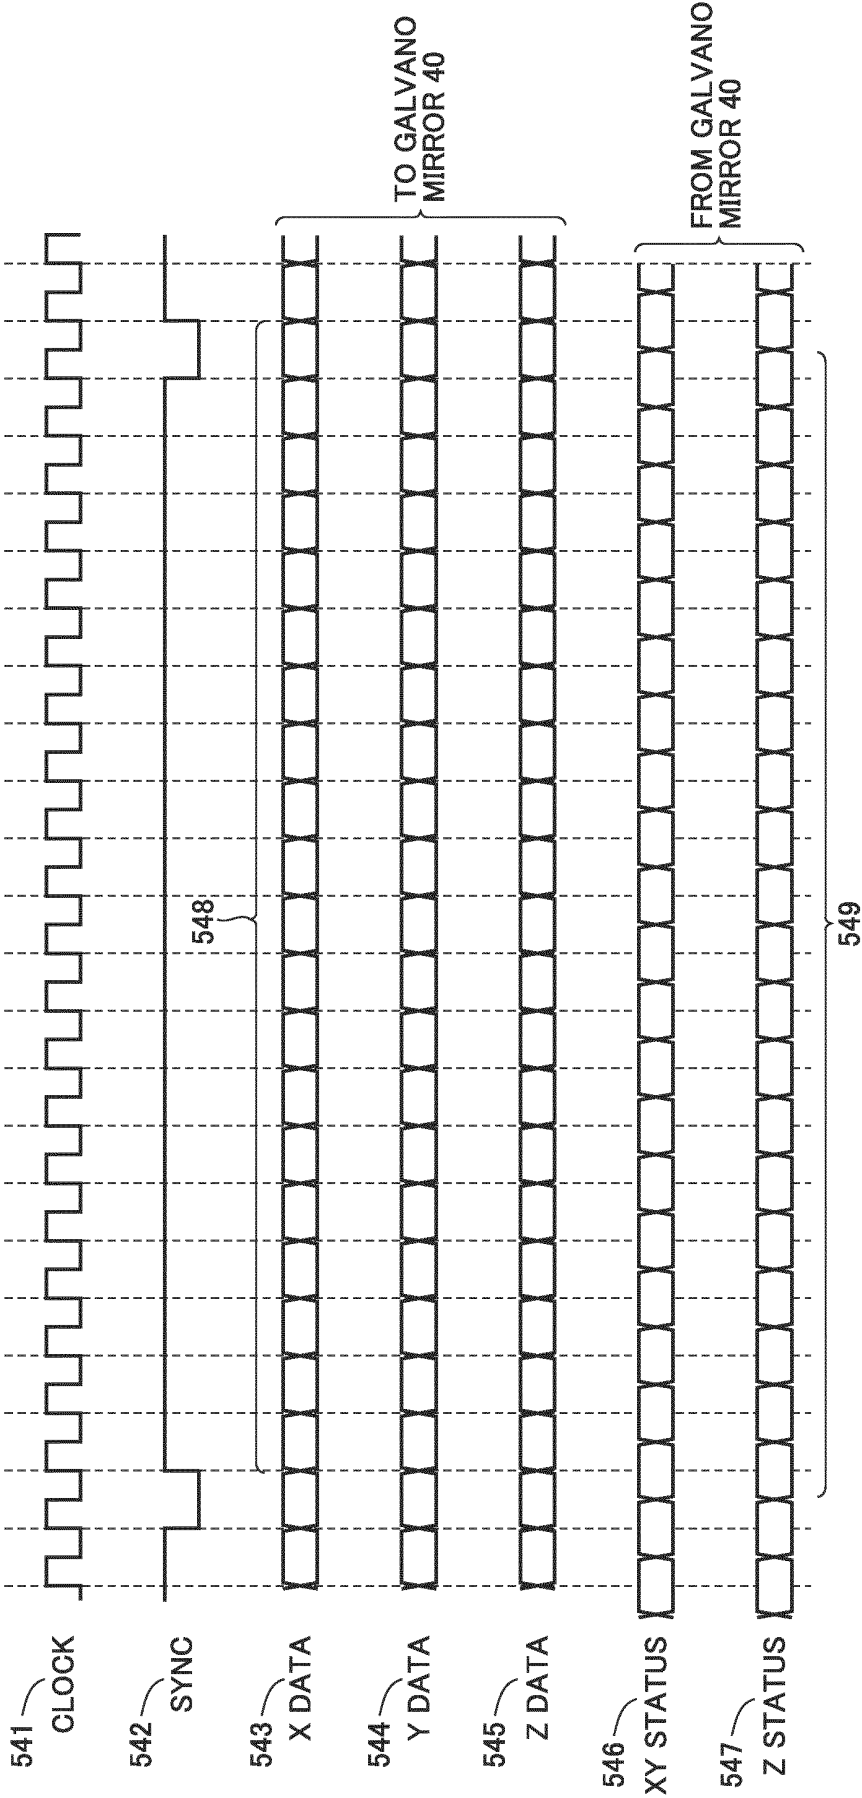 541
CLOCK
542
SYNC
543
X DATA
544
Y DATA
545
Z DATA
546
XY STATUS
547
Z STATUS
548
549
TO GALVANO
MIRROR 40
FROM GALVANO
MIRROR 40